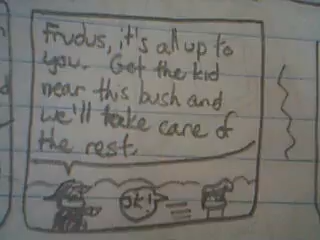 Frudus, it's all up to
you. Get the kid
near this bush and
we'll take care of
the rest.
ok!